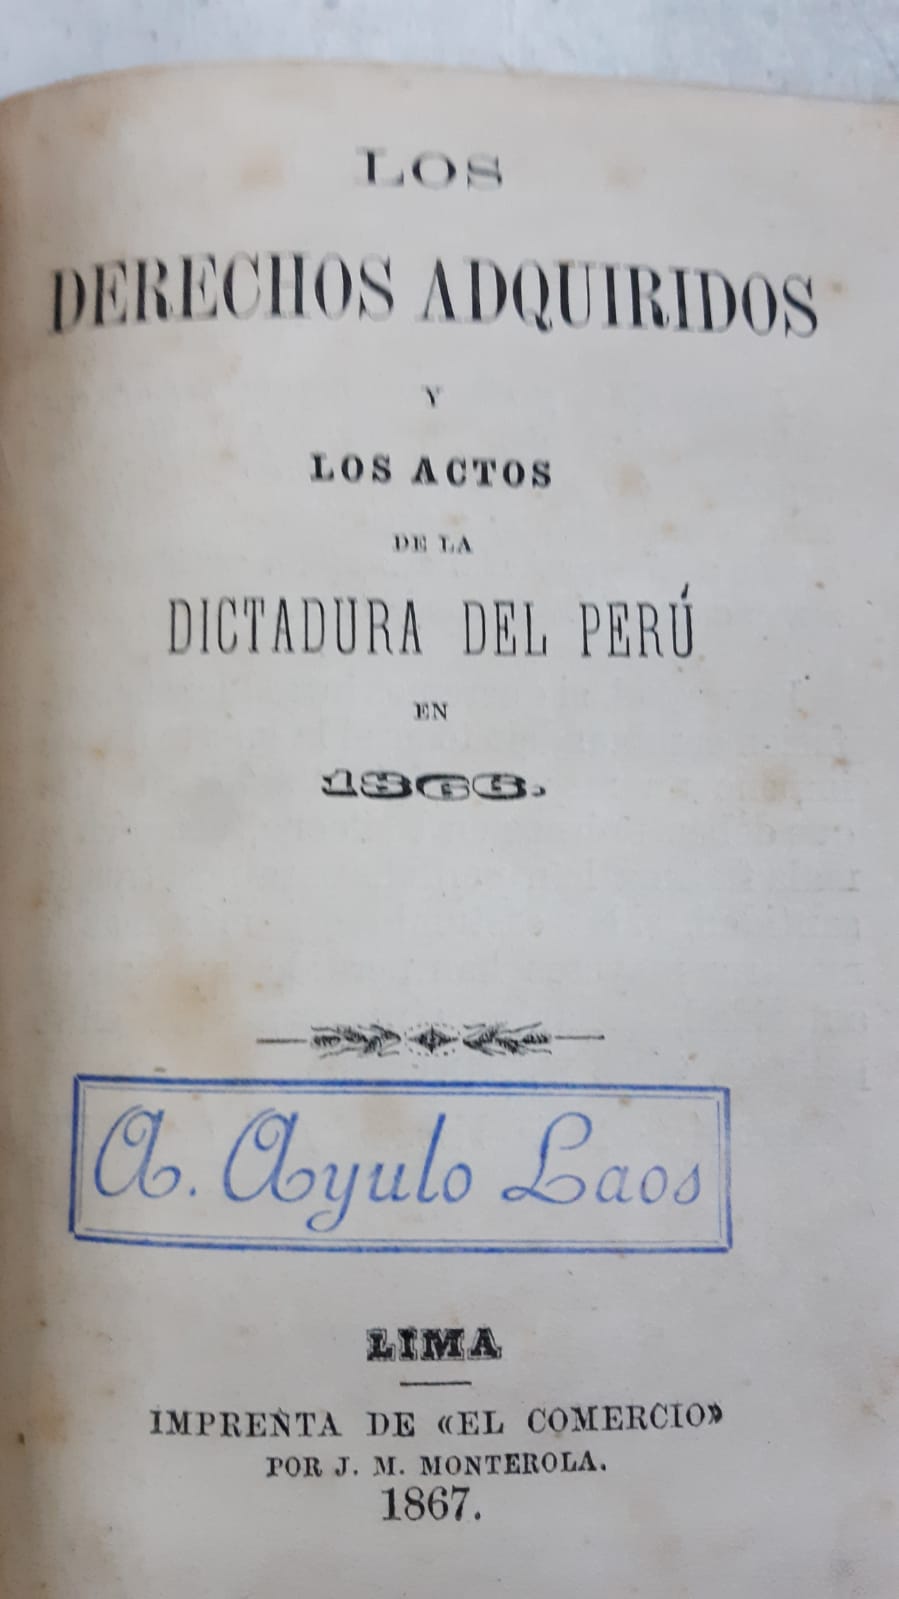 LOS
DERECHOS ADQUIRIDOS
Y
LOS ACTOS
DE LA
DICTADURA DEL PERÚ
EN
1866.
A. Ayulo Laos
LIMA
IMPRENTA DE «EL COMERCIO»
POR J. M. MONTEROLA.
1867.